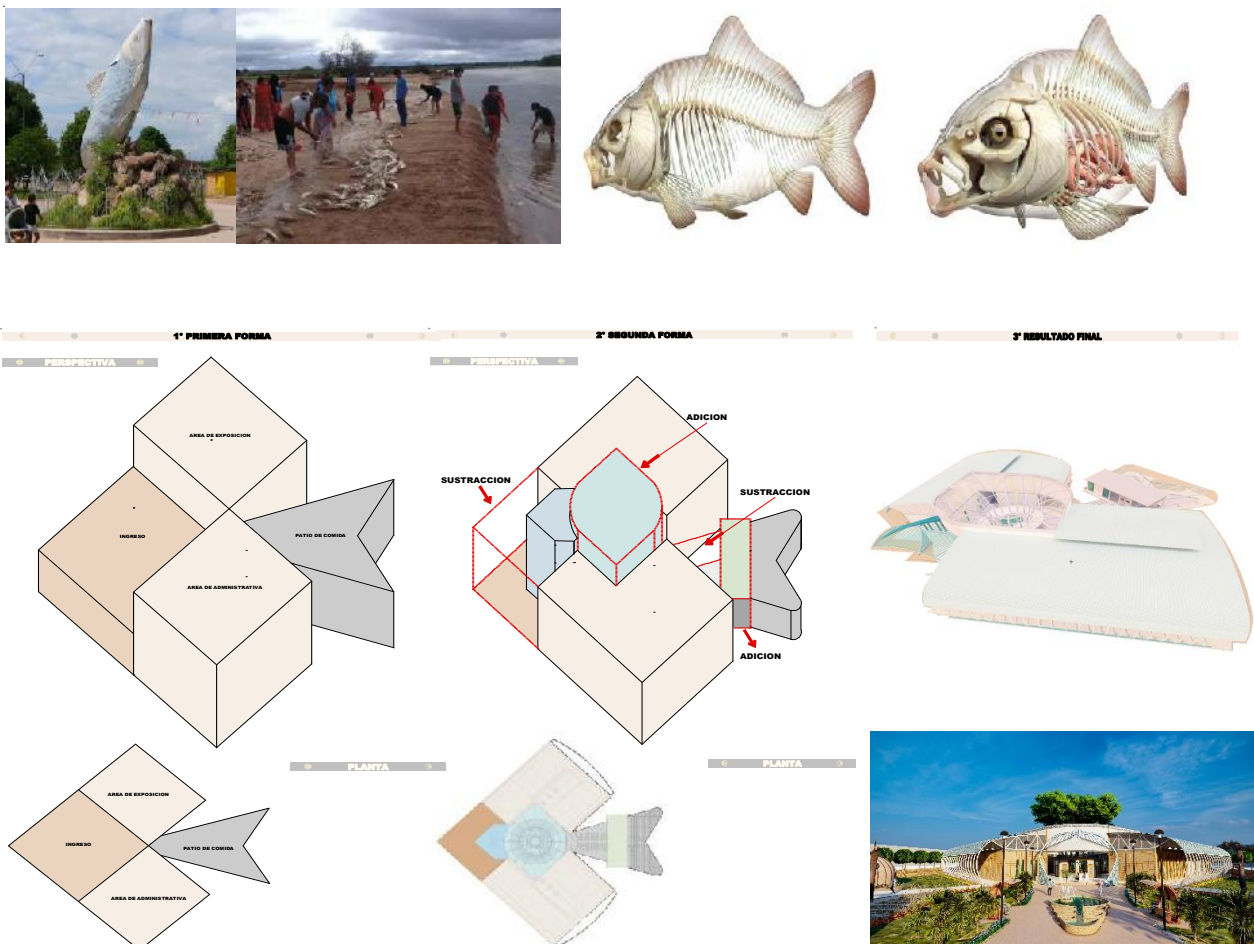 1° PRIMERA FORMA
PERSPECTIVA
AREA DE EXPOSICION
INGRESO
PATIO DE COMIDA
AREA DE ADMINISTRATIVA
PLANTA
AREA DE EXPOSICION
INGRESO
PATIO DE COMIDA
AREA DE ADMINISTRATIVA
2° SEGUNDA FORMA
PERSPECTIVA
ADICION
SUSTRACCION
SUSTRACCION
ADICION
PLANTA
3° RESULTADO FINAL